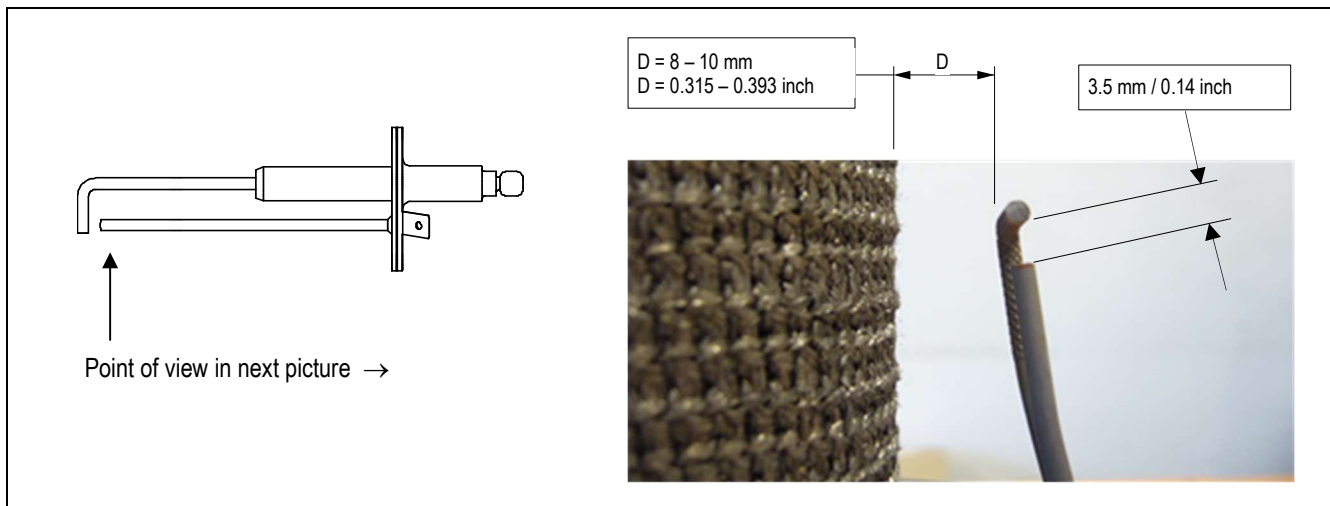 D = 8 – 10 mm
D = 0.315 – 0.393 inch
D
3.5 mm / 0.14 inch
Point of view in next picture →